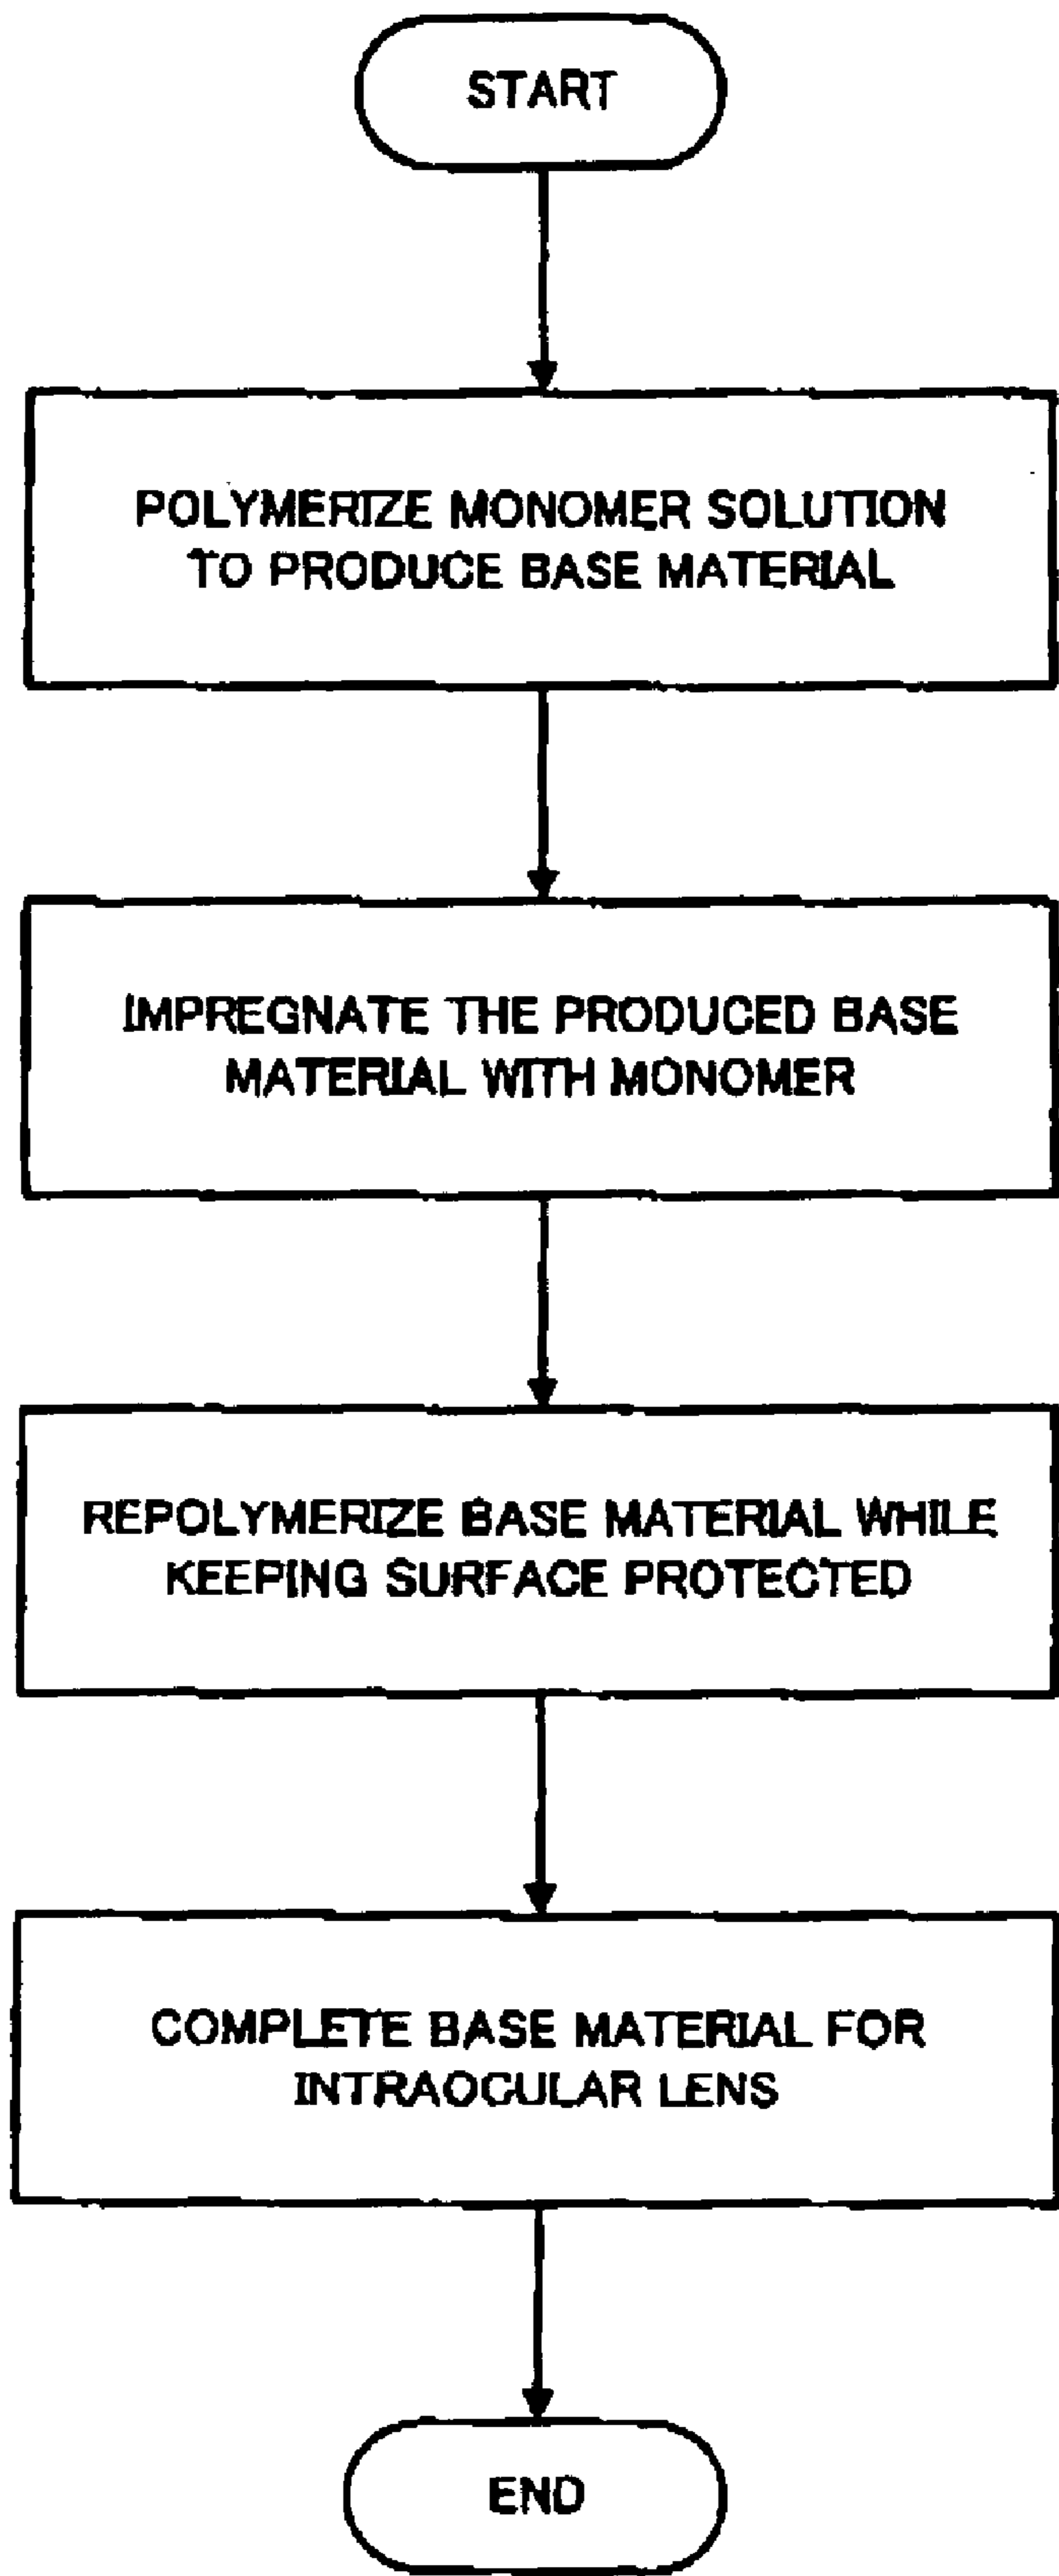 START
POLYMERIZE MONOMER SOLUTION
TO PRODUCE BASE MATERIAL
IMPREGNATE THE PRODUCED BASE
MATERIAL WITH MONOMER
REPOLYMERIZE BASE MATERIAL WHILE
KEEPING SURFACE PROTECTED
COMPLETE BASE MATERIAL FOR
INTRAOCULAR LENS
END